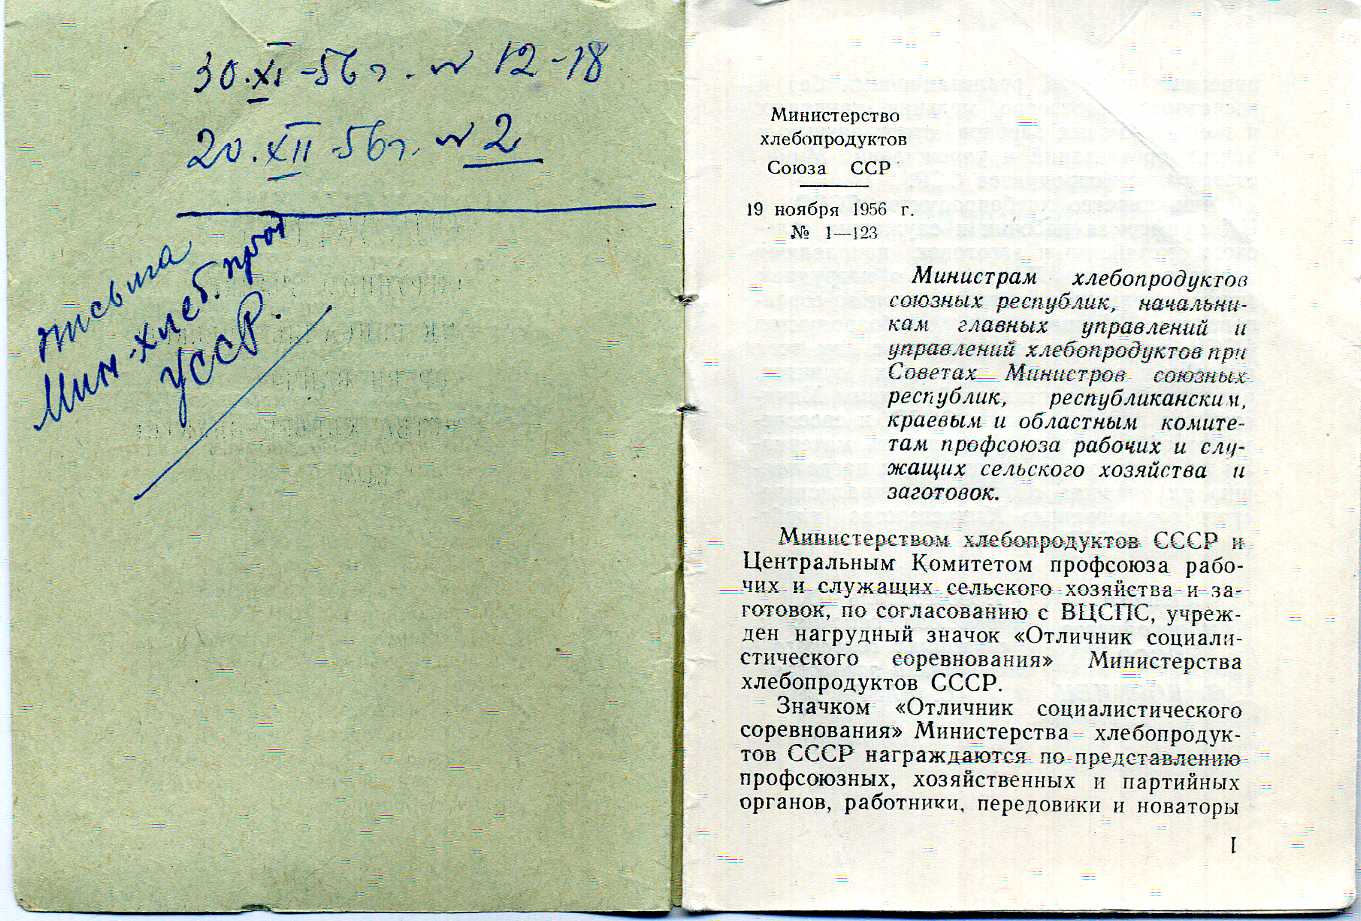 30.XI-56г. № 12-18
20.XII-56г. № 2
письма
Мин-хлеб.прод
УССР.
Министерство
хлебопродуктов
Союза ССР
19 ноября 1956 г.
№ 1—123
Министрам хлебопродуктов
союзных республик, начальни-
кам главных управлений и
управлений хлебопродуктов при
Советах Министров союзных
республик, республиканским,
краевым и областным комите-
там профсоюза рабочих и слу-
жащих сельского хозяйства и
заготовок.
Министерством хлебопродуктов СССР и
Центральным Комитетом профсоюза рабо-
чих и служащих сельского хозяйства и за-
готовок, по согласованию с ВЦСПС, учреж-
ден нагрудный значок «Отличник социали-
стического соревнования» Министерства
хлебопродуктов СССР.
Значком «Отличник социалистического
соревнования» Министерства хлебопродук-
тов СССР награждаются по представлению
профсоюзных, хозяйственных и партийных
органов, работники, передовики и новаторы
1